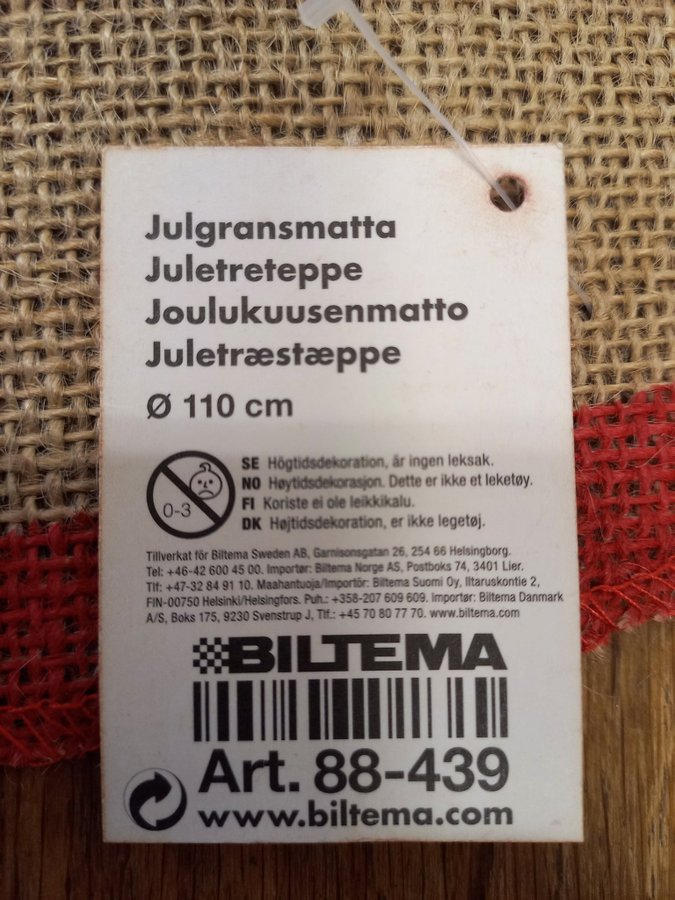 Julgransmatta
Juletreteppe
Joulukuusenmatto
Juletræstæppe
Ø 110 cm
0-3
SE Högtidsdekoration, är ingen leksak.
NO Høytidsdekorasjon. Dette er ikke et leketøy.
FI Koriste ei ole leikkikalu.
DK Højtidsdekoration, er ikke legetøj.
Tillverkat för Biltema Sweden AB, Garnisonsgatan 26, 254 66 Helsingborg.
Tel: +46-42 600 45 00. Importør: Biltema Norge AS, Postboks 74, 3401 Lier.
Tlf: +47-32 84 91 10. Maahantuoja/Importör: Biltema Suomi Oy, Iltaruskontie 2,
FIN-00750 Helsinki/Helsingfors. Puh.: +358-207 609 609. Importør: Biltema Danmark
A/S, Boks 175, 9230 Svenstrup J, Tlf.: +45 70 80 77 70. www.biltema.com
BILTEMA
Art. 88-439
www.biltema.com